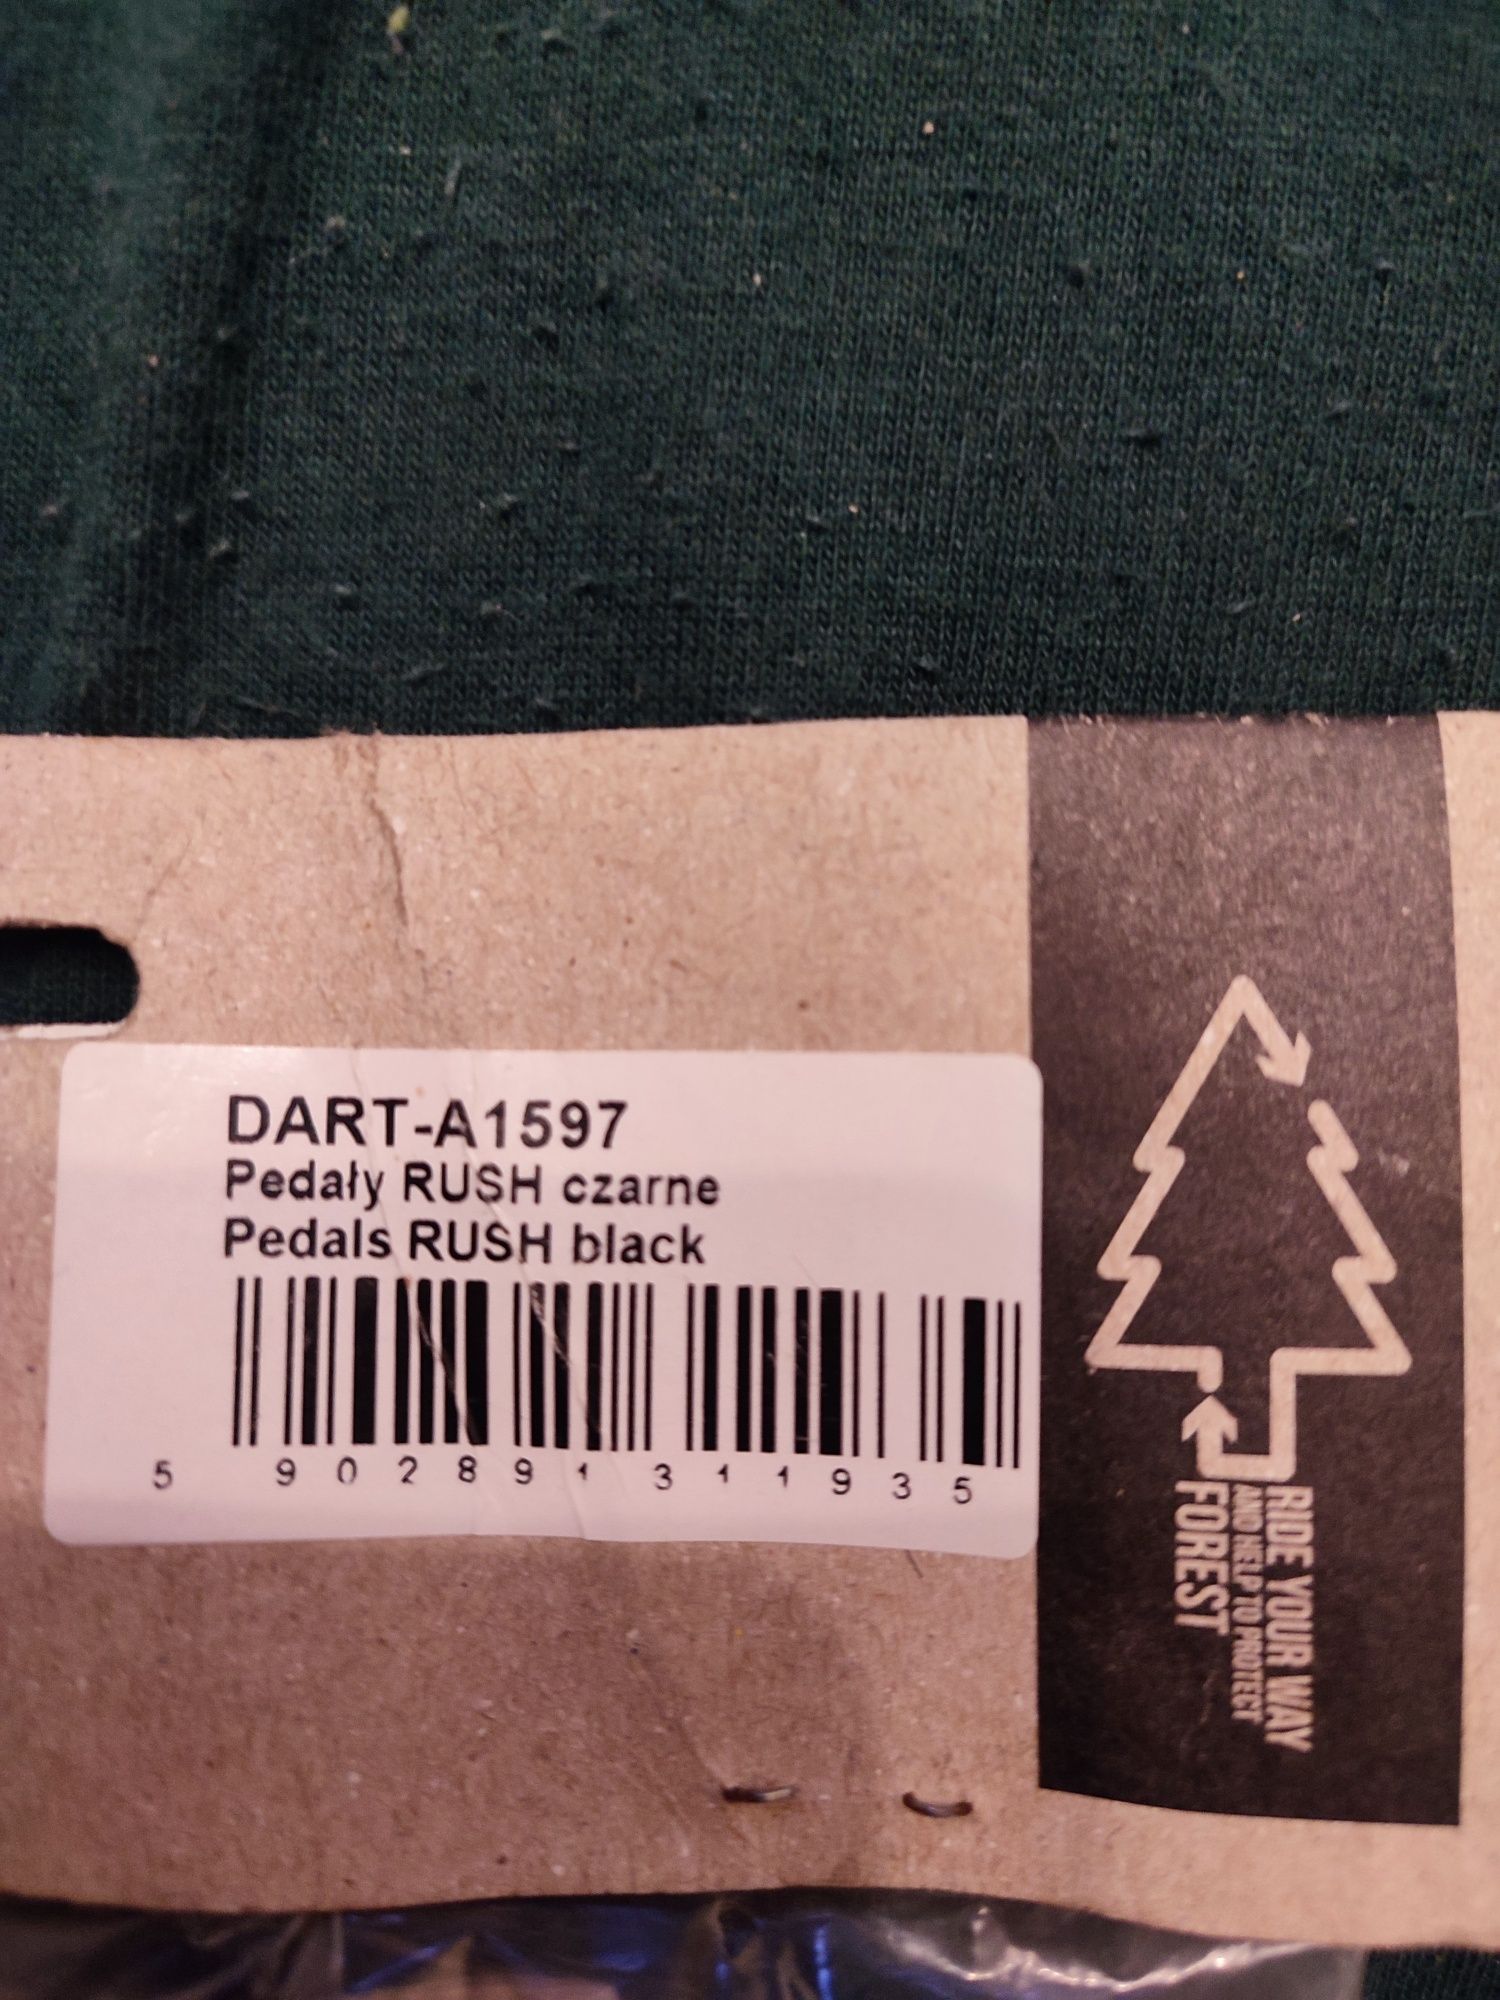 DART-A1597
Pedały RUSH czarne
Pedals RUSH black
5 902891 311935
RIDE YOUR WAY
AND HELP TO PROTECT
FOREST